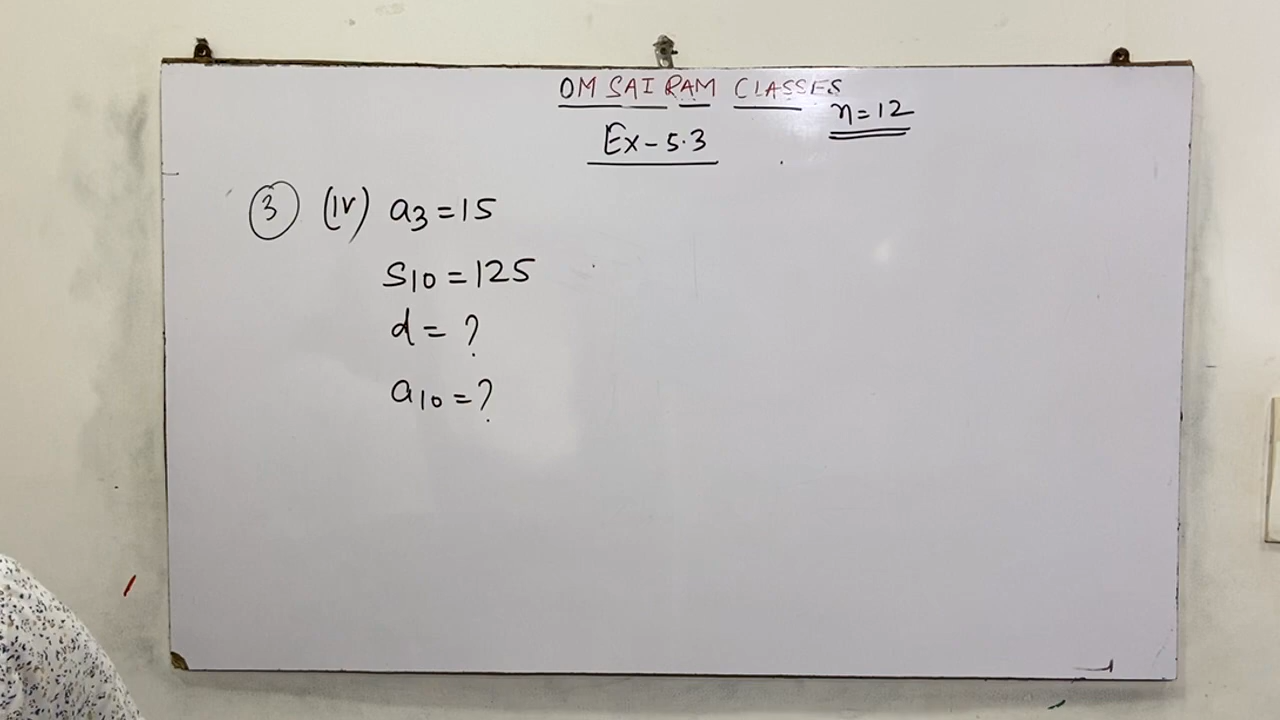 OM SAI RAM CLASSES
n=12
Ex-5.3
3 (iv) a3=15
S10=125
d=?
a10=?